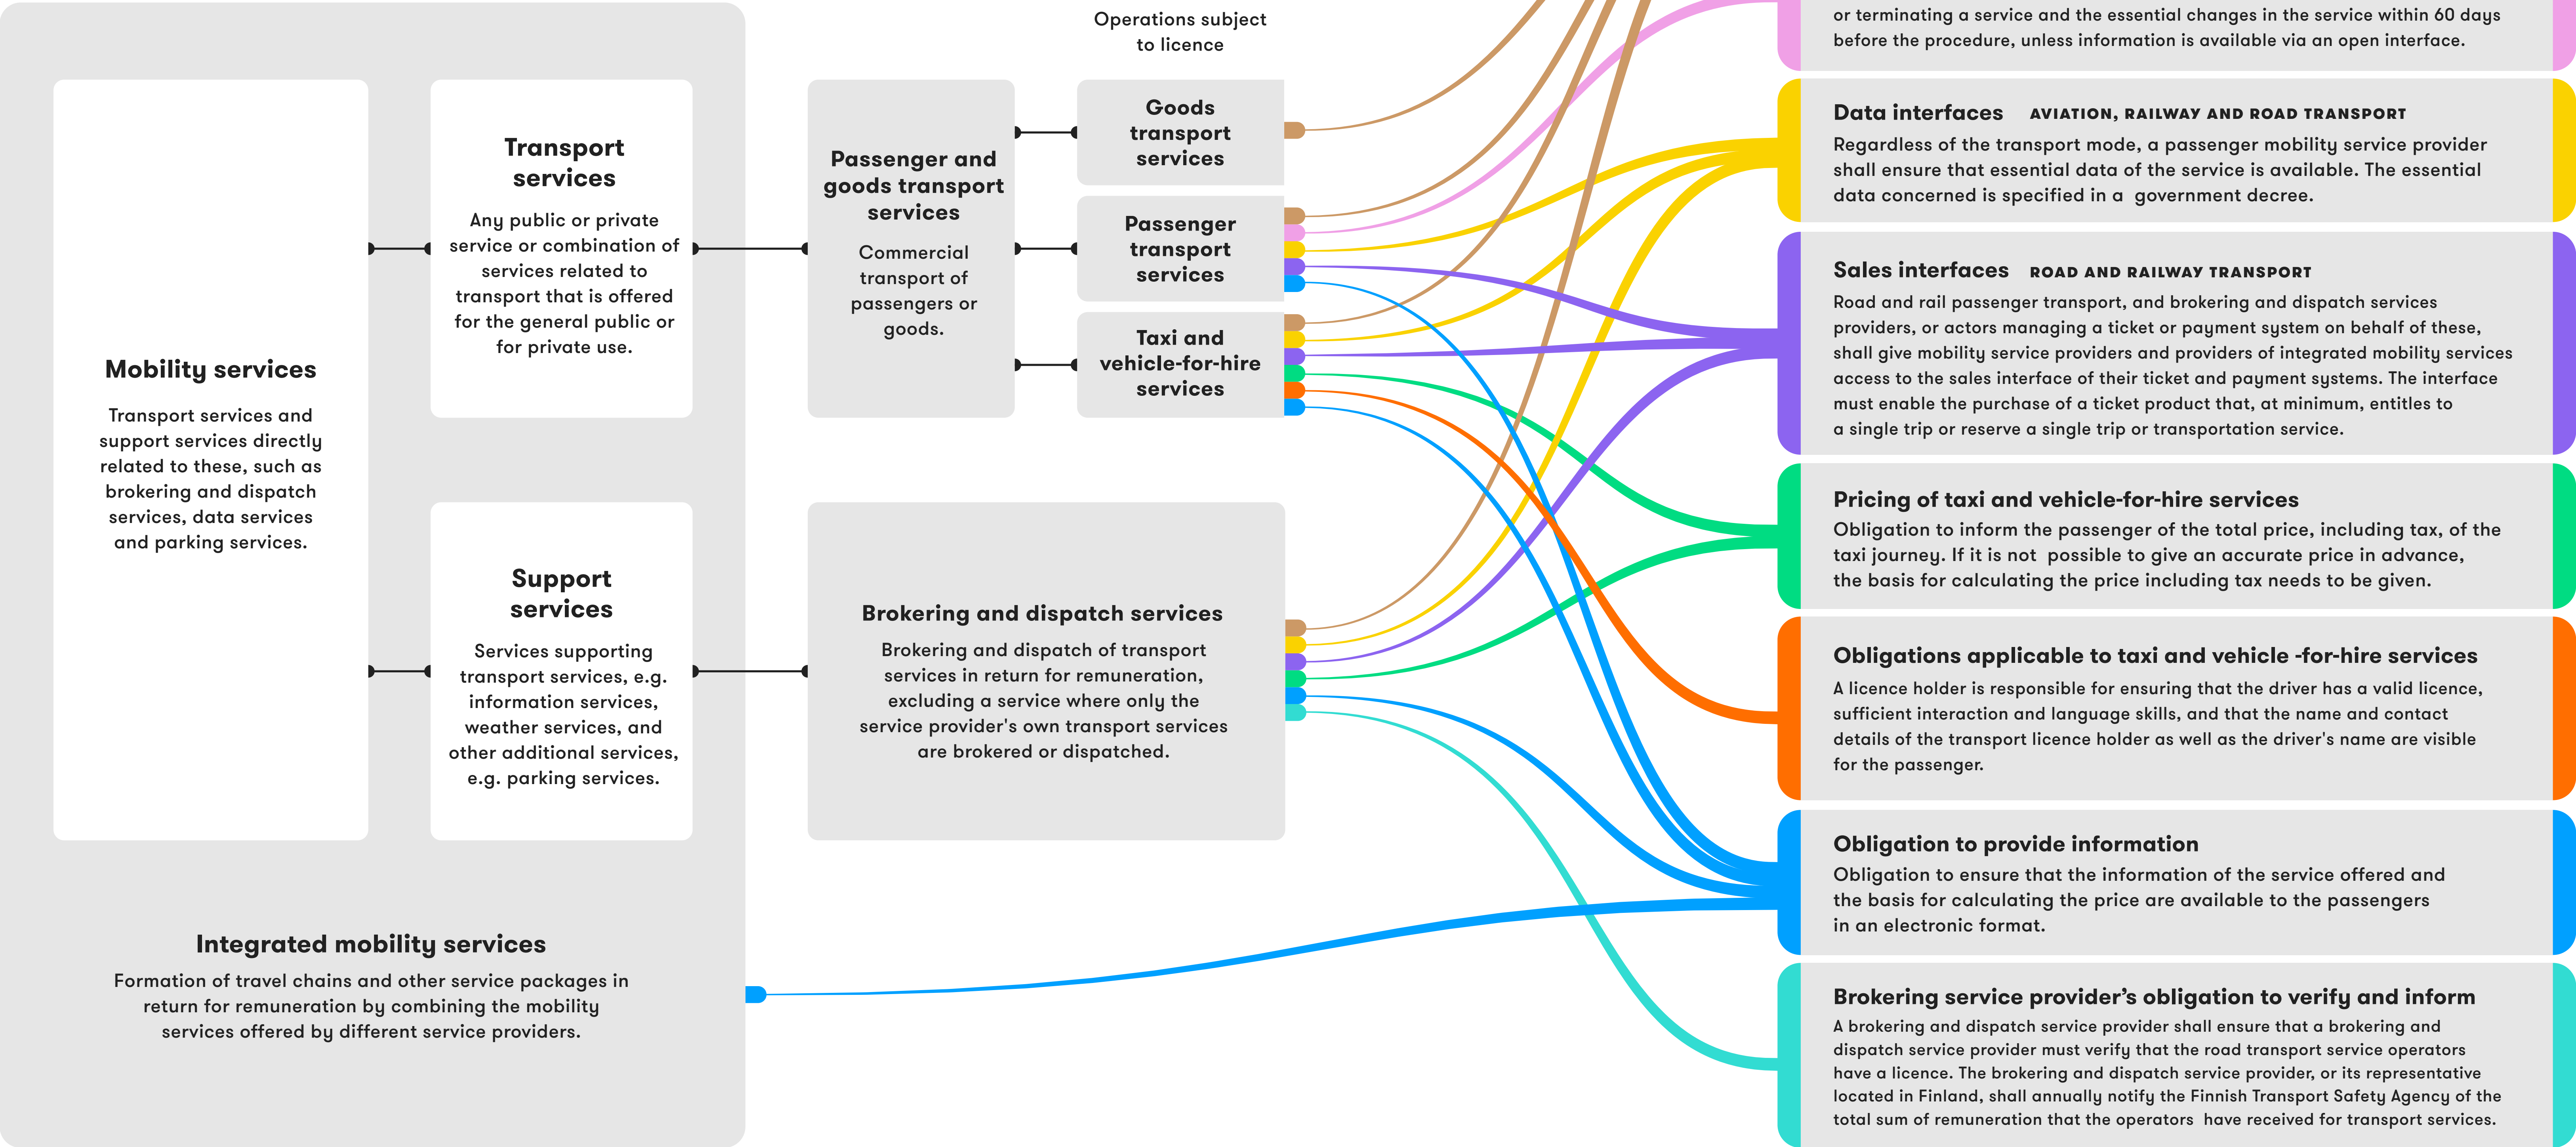 Operations subject
to licence
Mobility services
Transport services and
support services directly
related to these, such as
brokering and dispatch
services, data services
and parking services.
Transport
services
Any public or private
service or combination of
services related to
transport that is offered
for the general public or
for private use.
Support
services
Services supporting
transport services, e.g.
information services,
weather services, and
other additional services,
e.g. parking services.
Integrated mobility services
Formation of travel chains and other service packages in
return for remuneration by combining the mobility
services offered by different service providers.
Passenger and
goods transport
services
Commercial
transport of
passengers or
goods.
Goods
transport
services
Passenger
transport
services
Taxi and
vehicle-for-hire
services
Brokering and dispatch services
Brokering and dispatch of transport
services in return for remuneration,
excluding a service where only the
service provider's own transport services
are brokered or dispatched.
or terminating a service and the essential changes in the service within 60 days
before the procedure, unless information is available via an open interface.
Data interfaces AVIATION, RAILWAY AND ROAD TRANSPORT
Regardless of the transport mode, a passenger mobility service provider
shall ensure that essential data of the service is available. The essential
data concerned is specified in a government decree.
Sales interfaces ROAD AND RAILWAY TRANSPORT
Road and rail passenger transport, and brokering and dispatch services
providers, or actors managing a ticket or payment system on behalf of these,
shall give mobility service providers and providers of integrated mobility services
access to the sales interface of their ticket and payment systems. The interface
must enable the purchase of a ticket product that, at minimum, entitles to
a single trip or reserve a single trip or transportation service.
Pricing of taxi and vehicle-for-hire services
Obligation to inform the passenger of the total price, including tax, of the
taxi journey. If it is not possible to give an accurate price in advance,
the basis for calculating the price including tax needs to be given.
Obligations applicable to taxi and vehicle -for-hire services
A licence holder is responsible for ensuring that the driver has a valid licence,
sufficient interaction and language skills, and that the name and contact
details of the transport licence holder as well as the driver's name are visible
for the passenger.
Obligation to provide information
Obligation to ensure that the information of the service offered and
the basis for calculating the price are available to the passengers
in an electronic format.
Brokering service provider’s obligation to verify and inform
A brokering and dispatch service provider shall ensure that a brokering and
dispatch service provider must verify that the road transport service operators
have a licence. The brokering and dispatch service provider, or its representative
located in Finland, shall annually notify the Finnish Transport Safety Agency of the
total sum of remuneration that the operators have received for transport services.